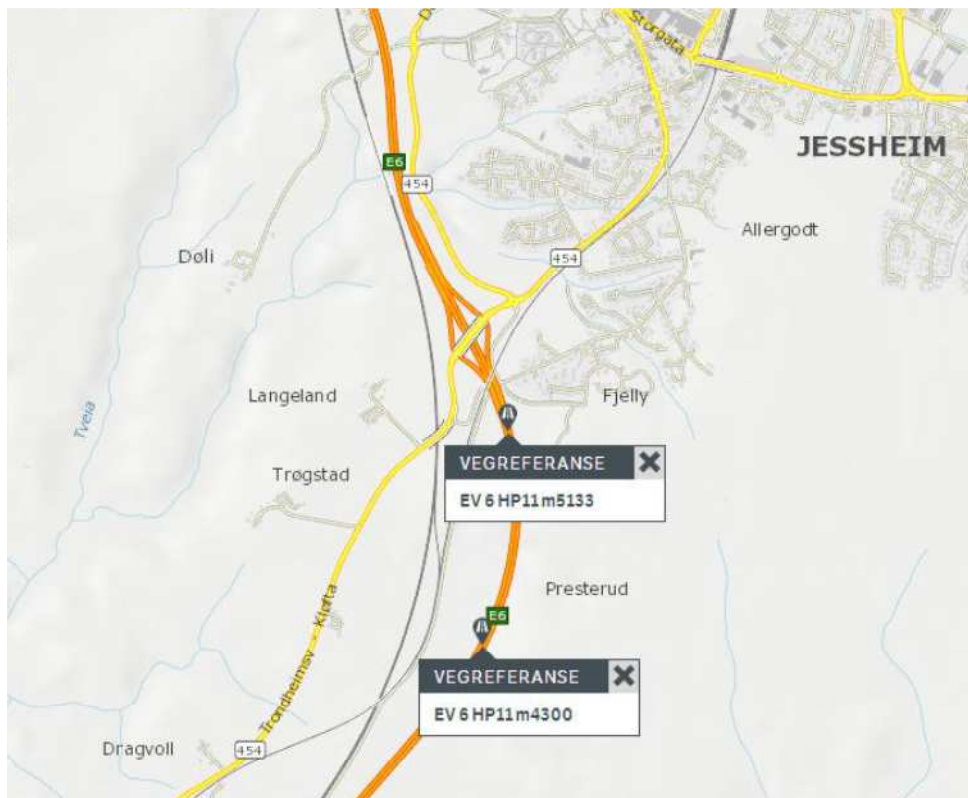 Storgata
JESSHEIM
E6
454
Allergodt
Døli
454
Langeland
Fjelly
Tveia
VEGREFERANSE
EV 6 HP11 m5133
Trøgstad
Presterud
E6
Trondheimsv - Kløfta
VEGREFERANSE
EV 6 HP11 m4300
Dragvoll
454